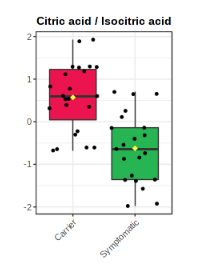 Citric acid / Isocitric acid
2
1
0
-1
-2
Carrier
Symptomatic